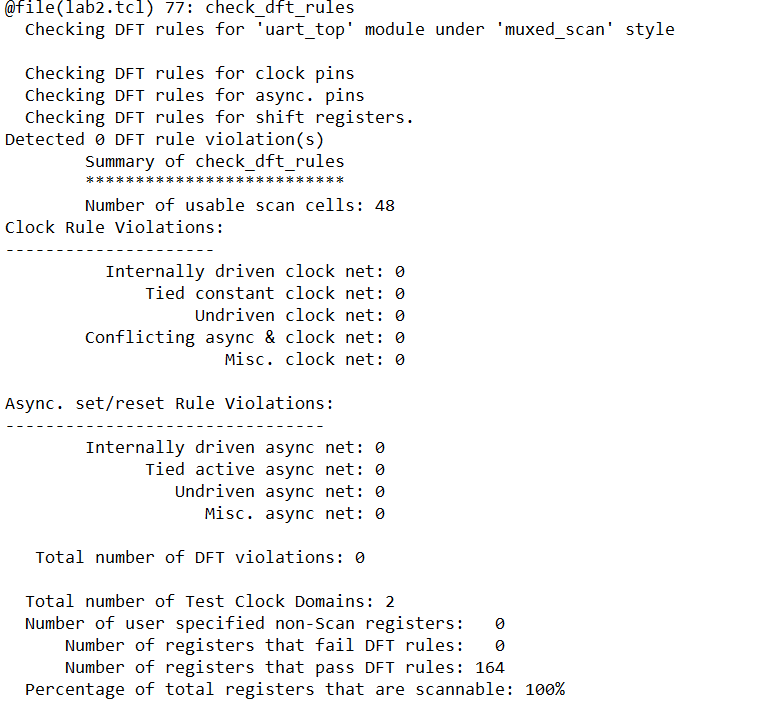 @file(lab2.tcl) 77: check_dft_rules
Checking DFT rules for 'uart_top' module under 'muxed_scan' style
Checking DFT rules for clock pins
Checking DFT rules for async. pins
Checking DFT rules for shift registers.
Detected 0 DFT rule violation(s)
Summary of check_dft_rules
**************************
Number of usable scan cells: 48
Clock Rule Violations:
---------------------
Internally driven clock net: 0
Tied constant clock net: 0
Undriven clock net: 0
Conflicting async & clock net: 0
Misc. clock net: 0
Async. set/reset Rule Violations:
--------------------------------
Internally driven async net: 0
Tied active async net: 0
Undriven async net: 0
Misc. async net: 0
Total number of DFT violations: 0
Total number of Test Clock Domains: 2
Number of user specified non-Scan registers:   0
Number of registers that fail DFT rules:   0
Number of registers that pass DFT rules: 164
Percentage of total registers that are scannable: 100%